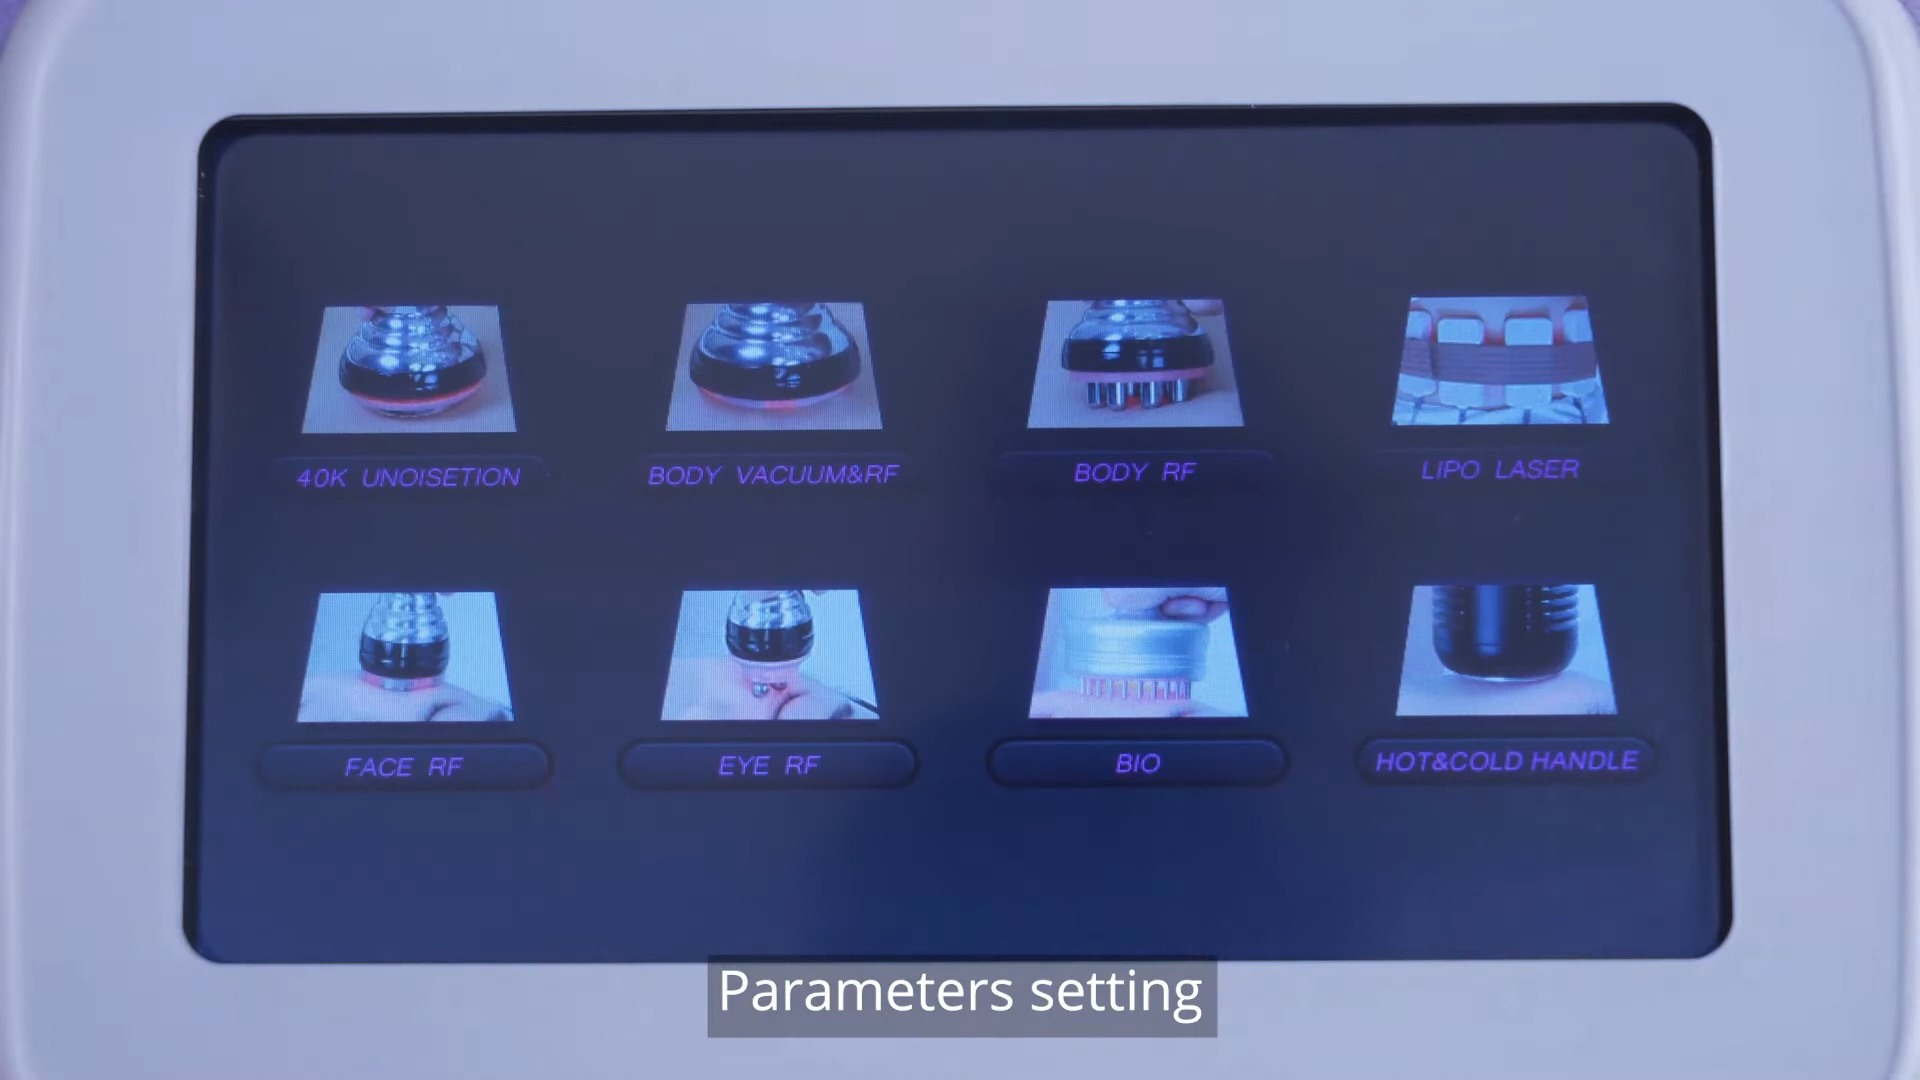 40K UNOISETION
BODY VACUUM&RF
BODY RF
LIPO LASER
FACE RF
EYE RF
BIO
HOT&COLD HANDLE
Parameters setting